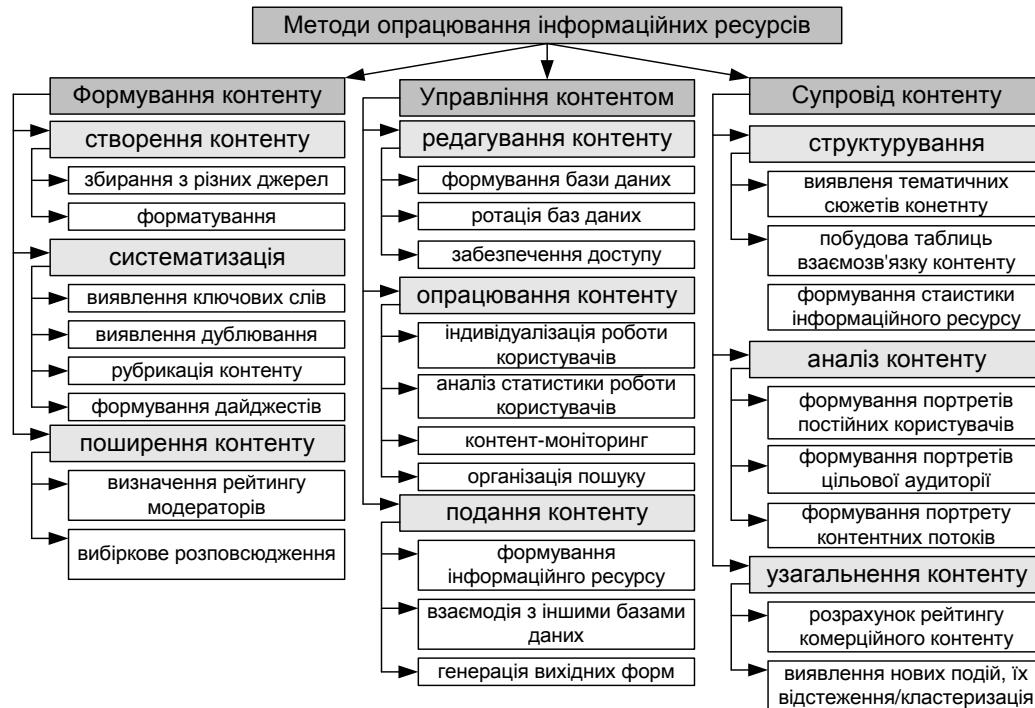 Методи опрацювання інформаційних ресурсів
Формування контенту
створення контенту
збирання з різних джерел
форматування
систематизація
виявлення ключових слів
виявлення дублювання
рубрикація контенту
формування дайджестів
поширення контенту
визначення рейтингу
модераторів
вибіркове розповсюдження
Управління контентом
редагування контенту
формування бази даних
ротація баз даних
забезпечення доступу
опрацювання контенту
індивідуалізація роботи
користувачів
аналіз статистики роботи
користувачів
контент-моніторинг
організація пошуку
подання контенту
формування
інформаційнго ресурсу
взаємодія з іншими базами
даних
генерація вихідних форм
Супровід контенту
структурування
виявленя тематичних
сюжетів конетнту
побудова таблиць
взаємозв'язку контенту
формування стаистики
інформаційного ресурсу
аналіз контенту
формування портретів
постійних користувачів
формування портретів
цільової аудиторії
формування портрету
контентних потоків
узагальнення контенту
розрахунок рейтингу
комерційного контенту
виявлення нових подій, їх
відстеження/кластеризація